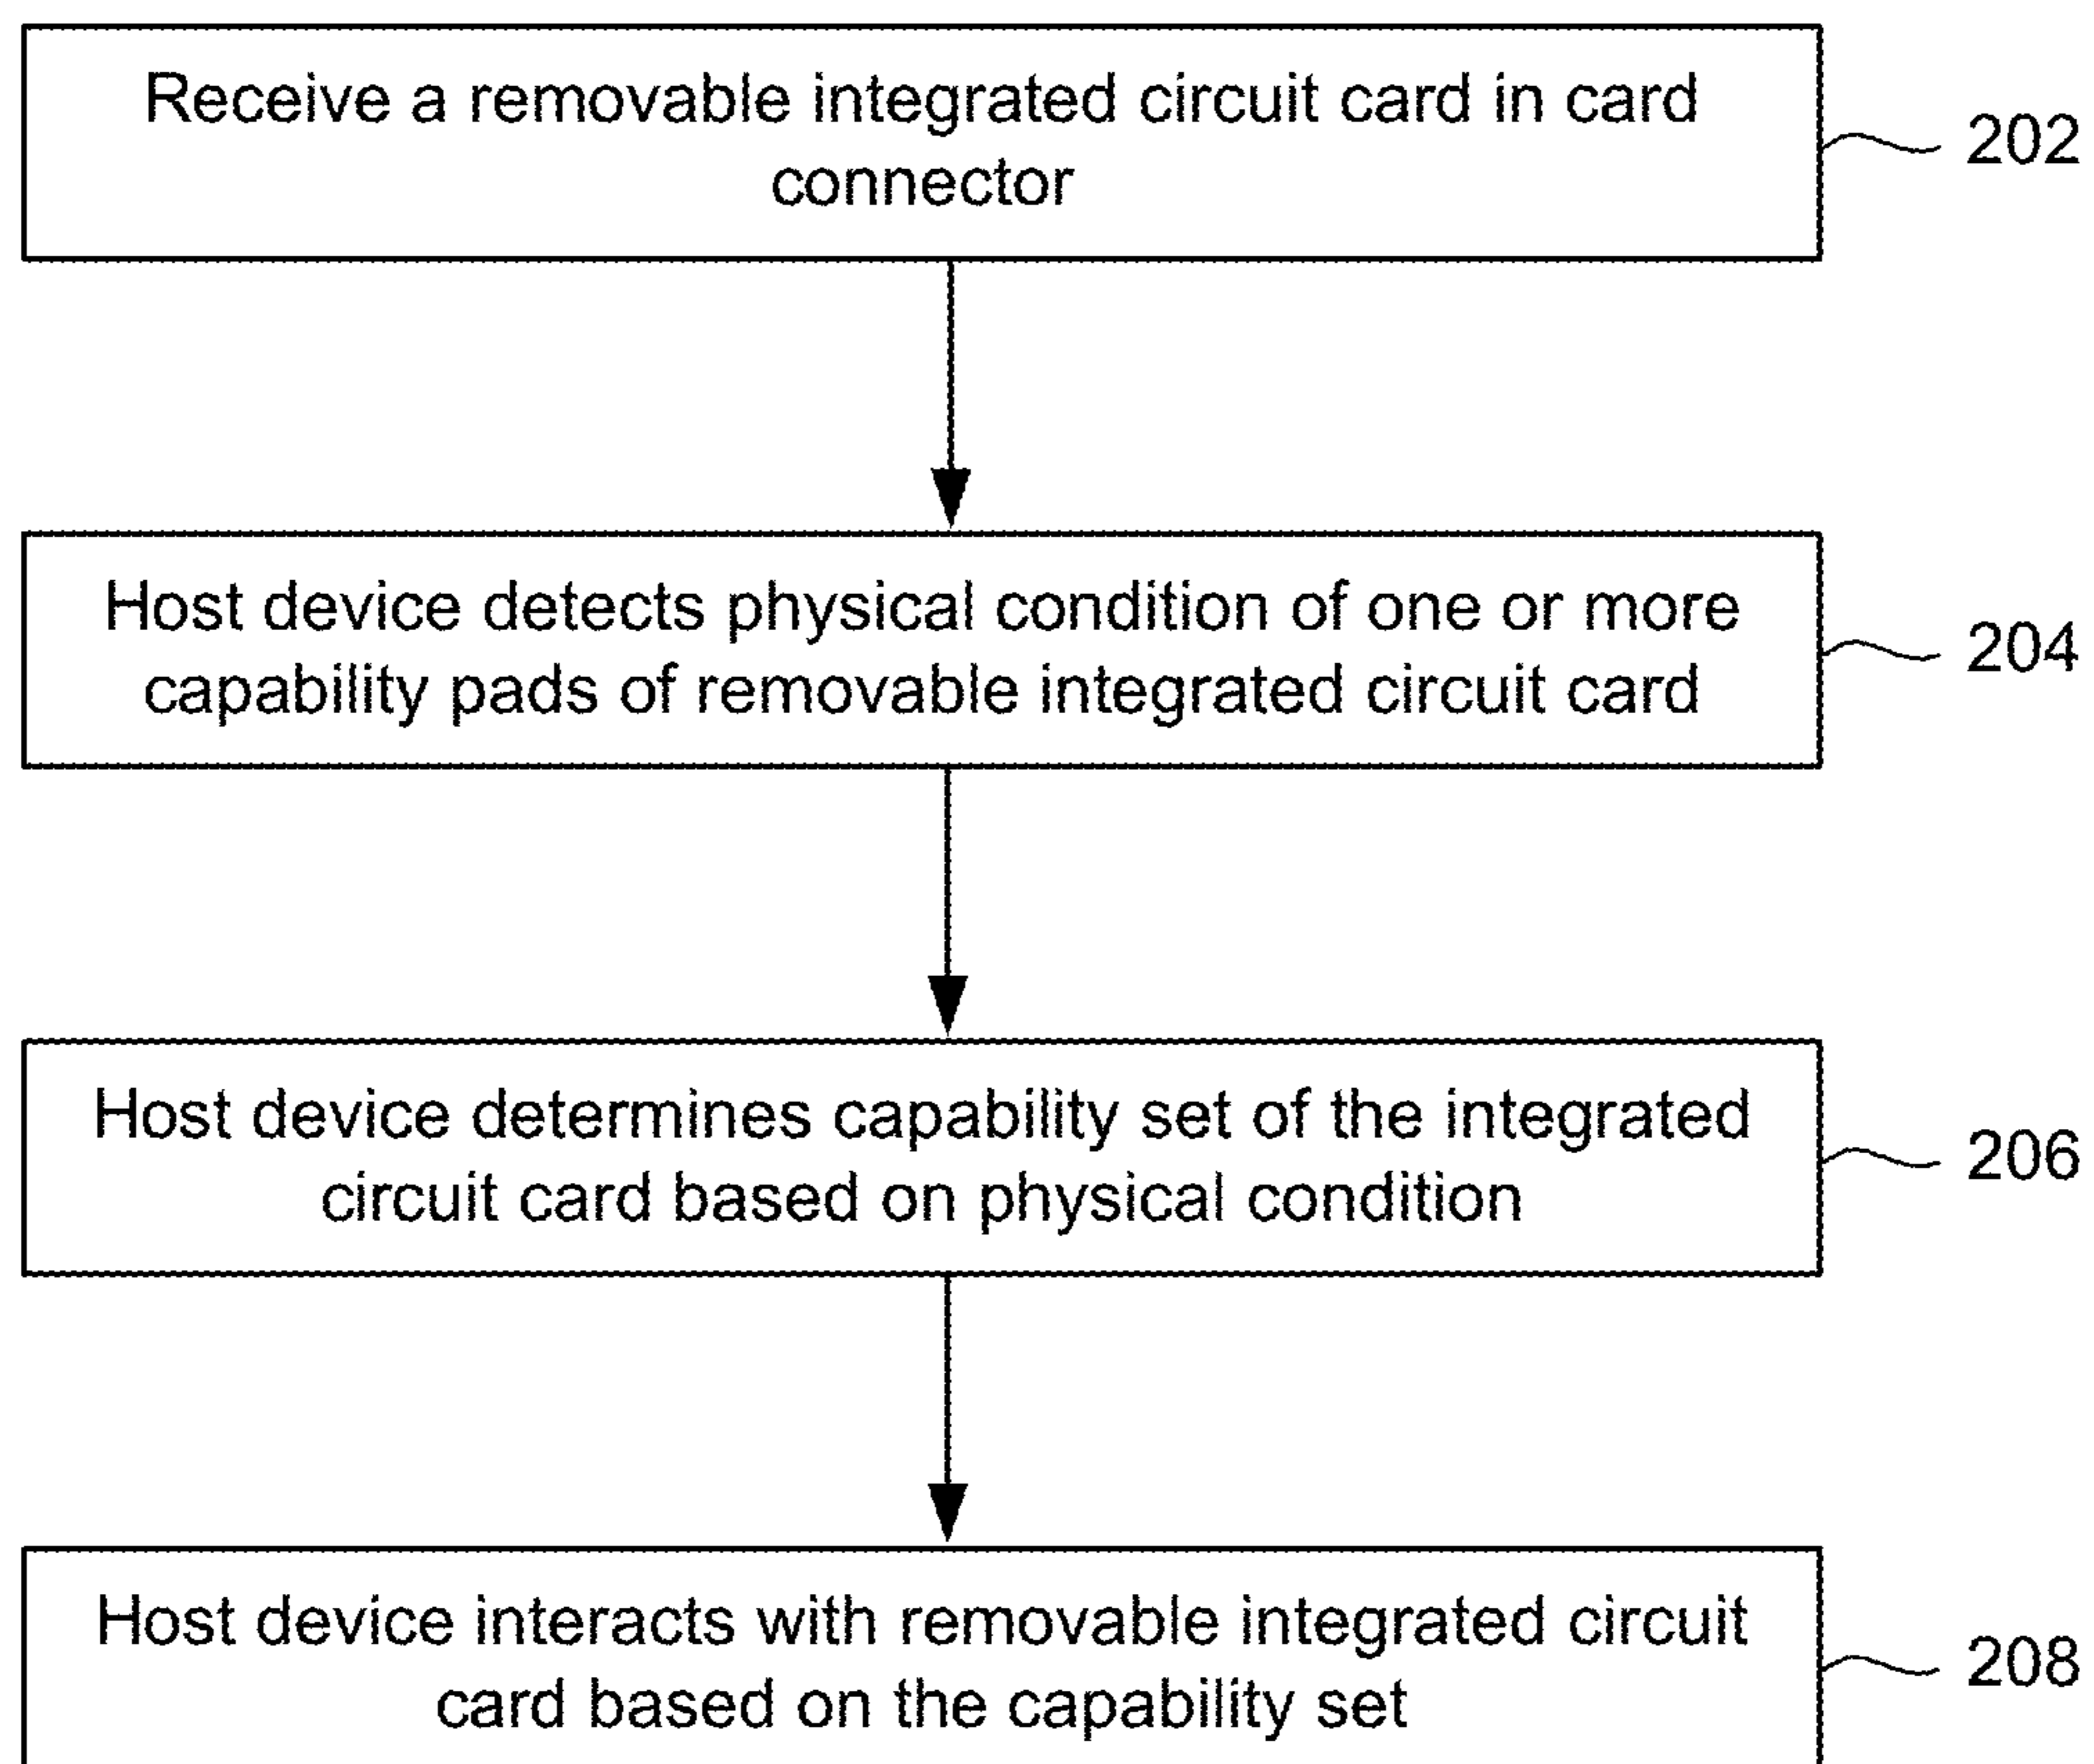 Receive a removable integrated circuit card in card
connector
202
Host device detects physical condition of one or more
capability pads of removable integrated circuit card
204
Host device determines capability set of the integrated
circuit card based on physical condition
206
Host device interacts with removable integrated circuit
card based on the capability set
208